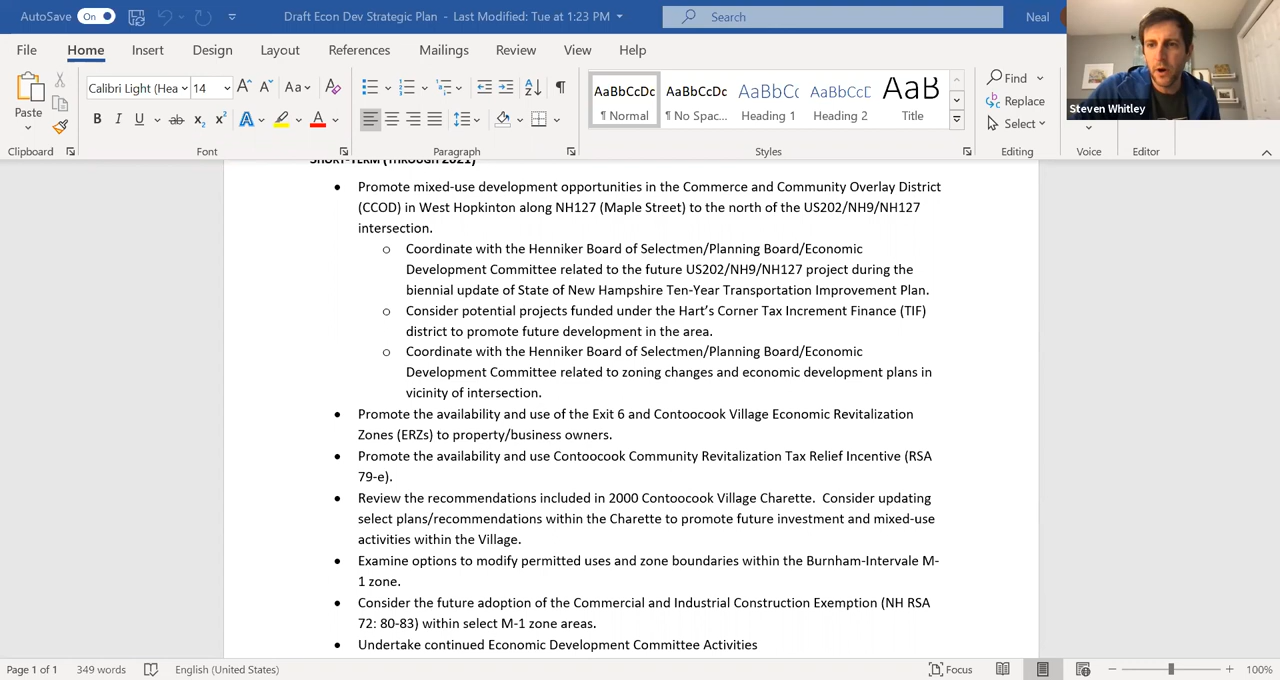 AutoSave On Draft Econ Dev Strategic Plan - Last Modified: Tue at 1:23 PM Search Neal
File Home Insert Design Layout References Mailings Review View Help
Calibri Light (Hea 14 Aa AaBbCcDc AaBbCcDc AaBbCc AaBbCcD AaB Find
Replace
Paste B I U ab x₂ x² A A ¶ Normal ¶ No Spac... Heading 1 Heading 2 Title Select
Steven Whitley
Clipboard Font Paragraph Styles Editing Voice Editor
SHORT-TERM (THROUGH 2021)
• Promote mixed-use development opportunities in the Commerce and Community Overlay District
(CCOD) in West Hopkinton along NH127 (Maple Street) to the north of the US202/NH9/NH127
intersection.
o Coordinate with the Henniker Board of Selectmen/Planning Board/Economic
Development Committee related to the future US202/NH9/NH127 project during the
biennial update of State of New Hampshire Ten-Year Transportation Improvement Plan.
o Consider potential projects funded under the Hart’s Corner Tax Increment Finance (TIF)
district to promote future development in the area.
o Coordinate with the Henniker Board of Selectmen/Planning Board/Economic
Development Committee related to zoning changes and economic development plans in
vicinity of intersection.
• Promote the availability and use of the Exit 6 and Contoocook Village Economic Revitalization
Zones (ERZs) to property/business owners.
• Promote the availability and use Contoocook Community Revitalization Tax Relief Incentive (RSA
79-e).
• Review the recommendations included in 2000 Contoocook Village Charette.  Consider updating
select plans/recommendations within the Charette to promote future investment and mixed-use
activities within the Village.
• Examine options to modify permitted uses and zone boundaries within the Burnham-Intervale M-
1 zone.
• Consider the future adoption of the Commercial and Industrial Construction Exemption (NH RSA
72: 80-83) within select M-1 zone areas.
• Undertake continued Economic Development Committee Activities
Page 1 of 1 349 words English (United States) Focus 100%